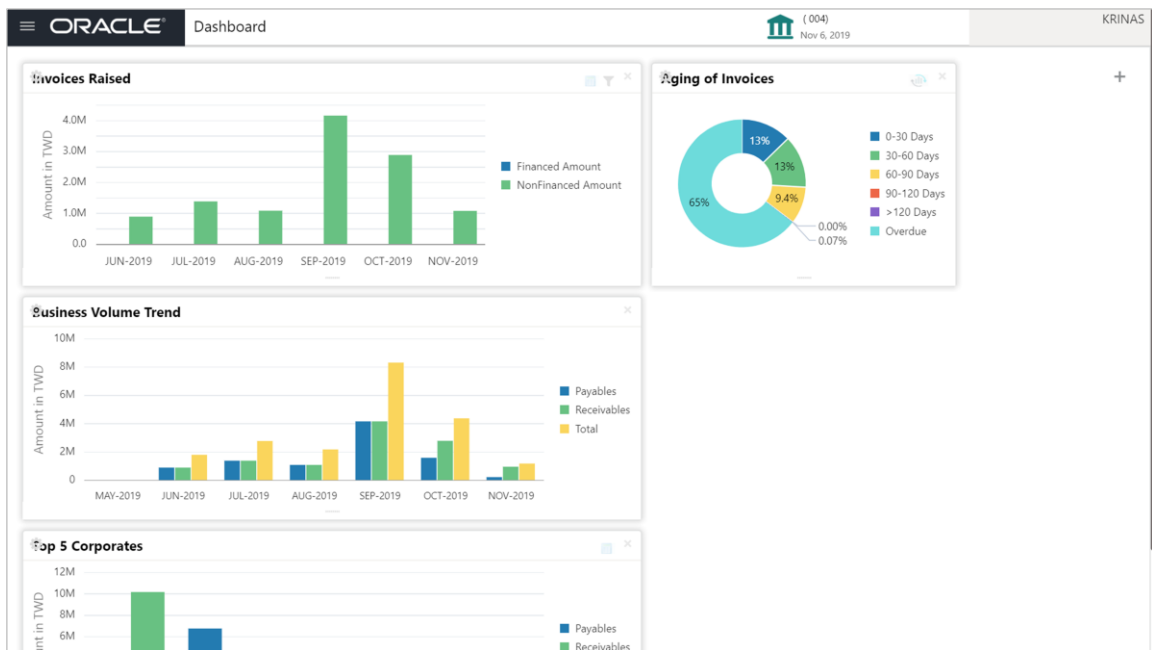 ORACLE®
Dashboard
( 004)
Nov 6, 2019
KRINAS
Invoices Raised
4.0M
3.0M
2.0M
1.0M
0.0
Amount in TWD
JUN-2019 JUL-2019 AUG-2019 SEP-2019 OCT-2019 NOV-2019
Financed Amount
NonFinanced Amount
Aging of Invoices
13%
13%
9.4%
65%
0.00%
0.07%
0-30 Days
30-60 Days
60-90 Days
90-120 Days
>120 Days
Overdue
Business Volume Trend
10M
8M
6M
4M
2M
0
Amount in TWD
MAY-2019 JUN-2019 JUL-2019 AUG-2019 SEP-2019 OCT-2019 NOV-2019
Payables
Receivables
Total
Top 5 Corporates
12M
10M
8M
6M
nt in TWD
Payables
Receivables